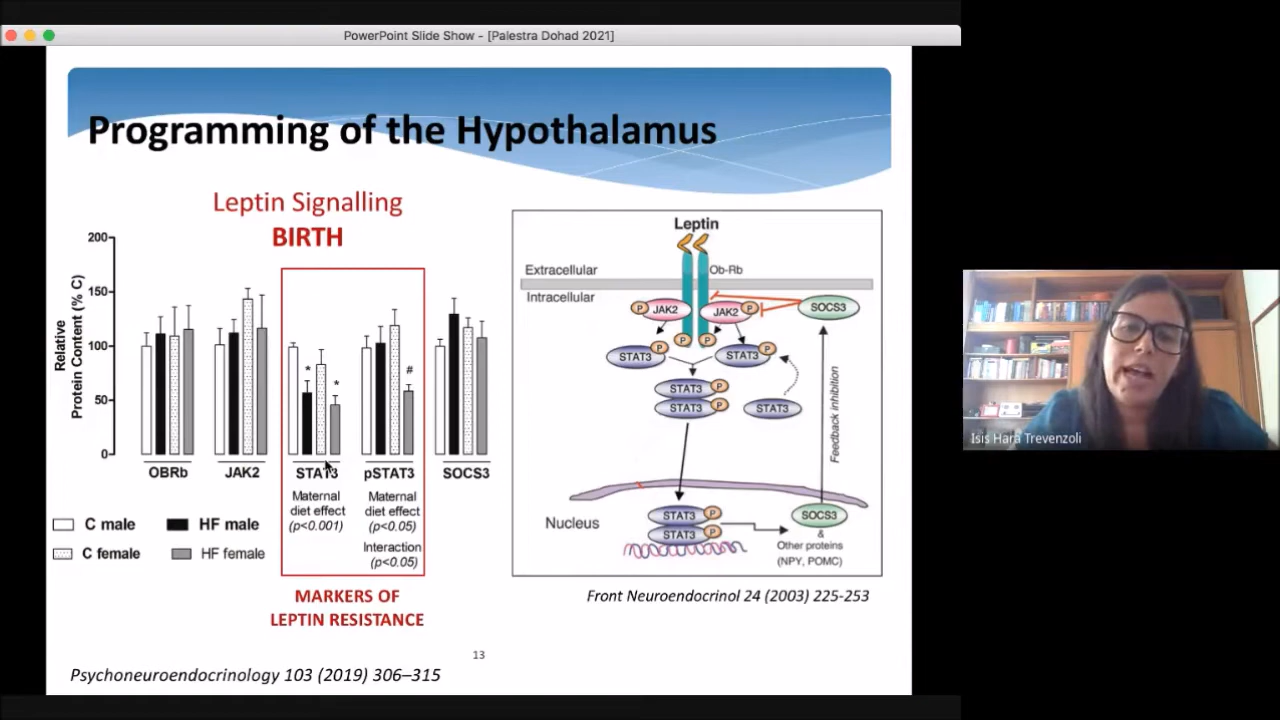 PowerPoint Slide Show - [Palestra Dohad 2021]
Programming of the Hypothalamus
Leptin Signalling
BIRTH
Relative
Protein Content (% C)
200
150
100
50
0
*
*
#
OBRb
JAK2
STAT3
pSTAT3
SOCS3
Maternal
diet effect
(p<0.001)
Maternal
diet effect
(p<0.05)
Interaction
(p<0.05)
C male
HF male
C female
HF female
MARKERS OF
LEPTIN RESISTANCE
Leptin
Extracellular
Ob-Rb
Intracellular
P
JAK2
JAK2
P
SOCS3
P
P
STAT3
P
STAT3
P
STAT3
P
STAT3
P
STAT3
Feedback inhibition
Nucleus
STAT3
P
STAT3
P
SOCS3
&
Other proteins
(NPY, POMC)
Front Neuroendocrinol 24 (2003) 225-253
13
Psychoneuroendocrinology 103 (2019) 306–315
Isis Hara Trevenzoli